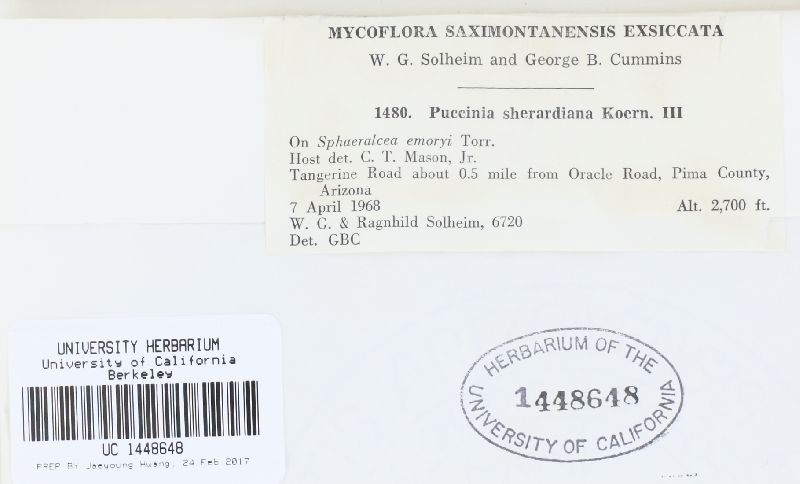 MYCOFLORA SAXIMONTANENSIS EXSICCATA
W. G. Solheim and George B. Cummins
1480. Puccinia sherardiana Koern. III
On Sphaeralcea emoryi Torr.
Host det. C. T. Mason, Jr.
Tangerine Road about 0.5 mile from Oracle Road, Pima County,
Arizona
7 April 1968 Alt. 2,700 ft.
W. G. & Ragnhild Solheim, 6720
Det. GBC
UNIVERSITY HERBARIUM
University of California
Berkeley
UC 1448648
PREP BY Jaeyoung Hwang, 24 Feb 2017
HERBARIUM OF THE
1448648
UNIVERSITY OF CALIFORNIA